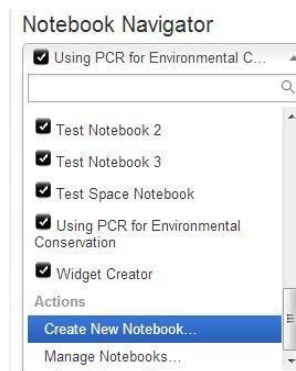 Notebook Navigator
Using PCR for Environmental C...
Test Notebook 2
Test Notebook 3
Test Space Notebook
Using PCR for Environmental
Conservation
Widget Creator
Actions
Create New Notebook...
Manage Notebooks...